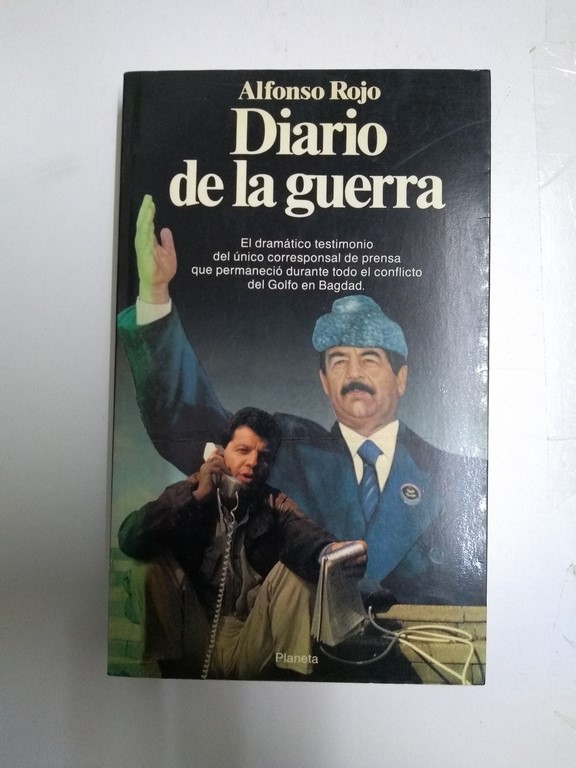 Alfonso Rojo
Diario
de la guerra
El dramático testimonio
del único corresponsal de prensa
que permaneció durante todo el conflicto
del Golfo en Bagdad.
Planeta